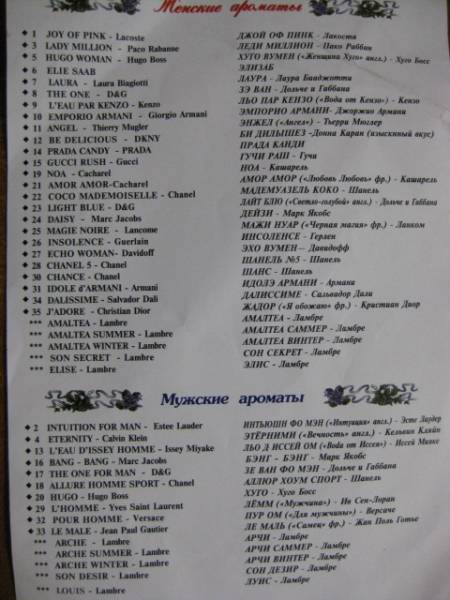 Женские ароматы
◆ 1 JOY OF PINK - Lacoste ДЖОЙ ОФ ПИНК - Лакоста
◆ 3 LADY MILLION - Paco Rabanne ЛЕДИ МИЛЛИОН - Пако Раббан
◆ 5 HUGO WOMAN - Hugo Boss ХУГО ВУМЕН («Женщина Хуго» англ.) - Хуго Босс
◆ 6 ELIE SAAB ЭЛИЗАБ
◆ 7 LAURA - Laura Biagiotti ЛАУРА - Лаура Биаджотти
◆ 8 THE ONE - D&G ЗЭ ВАН - Дольче и Габбана
◆ 9 L'EAU PAR KENZO - Kenzo ЛЬО ПАР КЕНЗО («Вода от Кензо») - Кензо
◆ 10 EMPORIO ARMANI - Giorgio Armani ЭМПОРИО АРМАНИ- Джоржио Армани
◆ 11 ANGEL - Thierry Mugler ЭНЖЕЛ («Ангел») - Тьерри Мюглер
◆ 12 BE DELICIOUS - DKNY БИ ДИЛЫШЕЗ -Донна Каран (изыскнный вкус)
◆ 14 PRADA CANDY - PRADA ПРАДА КАНДИ
◆ 15 GUCCI RUSH - Gucci ГУЧИ РАШ - Гучи
◆ 19 NOA - Cacharel НОА - Кашарель
◆ 21 AMOR AMOR-Cacharel АМОР АМОР («Любовь Любовь» фр.) - Кашарель
◆ 22 COCO MADEMOISELLE - Chanel МАДЕМУАЗЕЛЬ КОКО - Шанель
◆ 23 LIGHT BLUE - D&G ЛАЙТ БЛЮ («Светло-голубой» англ.) - Дольче и Габбана
◆ 24 DAISY - Marc Jacobs ДЕЙЗИ - Марк Якобс
◆ 25 MAGIE NOIRE - Lancome МАЖИ НУАР («Черная магия» фр.) - Ланком
◆ 26 INSOLENCE - Guerlain ИНСОЛЕНСЕ - Герлен
◆ 27 ECHO WOMAN- Davidoff ЭХО ВУМЕН— Давидофф
◆ 28 CHANEL 5 - Chanel ШАНЕЛЬ №5 - Шанель
◆ 30 CHANCE - Chanel ШАНС - Шанель
◆ 31 IDOLE d'ARMANI - Armani ИДОЛЭ АРМАНИ - Армани
◆ 34 DALISSIME - Salvador Dali ДАЛИССИМЕ - Сальвадор Дали
◆ 35 J'ADORE - Christian Dior ЖАДОР («Я обожаю» фр.) - Кристиан Диор
*** AMALTEA - Lambre АМАЛТЕА - Ламбре
*** AMALTEA SUMMER - Lambre АМАЛТЕА САММЕР - Ламбре
*** AMALTEA WINTER - Lambre АМАЛТЕА ВИНТЕР - Ламбре
*** SON SECRET - Lambre СОН СЕКРЕТ - Ламбре
*** ELISE - Lambre ЭЛИС - Ламбре
Мужские ароматы
◆ 2 INTUITION FOR MAN - Estee Lauder ИНТЬЮШН ФО МЭН («Интуиция» англ.) - Эсте Лаудер
◆ 4 ETERNITY - Calvin Klein ЭТЁРНИМИ («Вечность» англ.) - Кельвин Кляйн
◆ 13 L'EAU D'ISSEY HOMME - Issey Miyake ЛЬО Д ИССЕЙ ОМ («Вода от Иссея») - Иссей Мияке
◆ 16 BANG - BANG - Marc Jacobs БЭНГ - БЭНГ - Марк Якобс
◆ 17 THE ONE FOR MAN - D&G ЗЕ ВАН ФО МЭН - Дольче и Габбана
◆ 18 ALLURE HOMME SPORT - Chanel АЛЛЮР ХОУМ СПОРТ - Шанель
◆ 20 HUGO - Hugo Boss ХУГО - Хуго Босс
◆ 29 L'HOMME - Yves Saint Laurent ЛЁММ («Мужчина») - Ив Сен-Лоран
◆ 32 POUR HOMME - Versace ПУР ОМ («Для мужчины») - Версаче
◆ 33 LE MALE - Jean Paul Gautier ЛЕ МАЛЬ («Самец» фр.) - Жан Поль Готье
*** ARCHE - Lambre АРЧИ - Ламбре
*** ARCHE SUMMER - Lambre АРЧИ САММЕР - Ламбре
*** ARCHE WINTER - Lambre АРЧИ ВИНТЕР - Ламбре
*** SON DESIR - Lambre СОН ДЕЗИР - Ламбре
*** LOUIS - Lambre ЛУИС - Ламбре